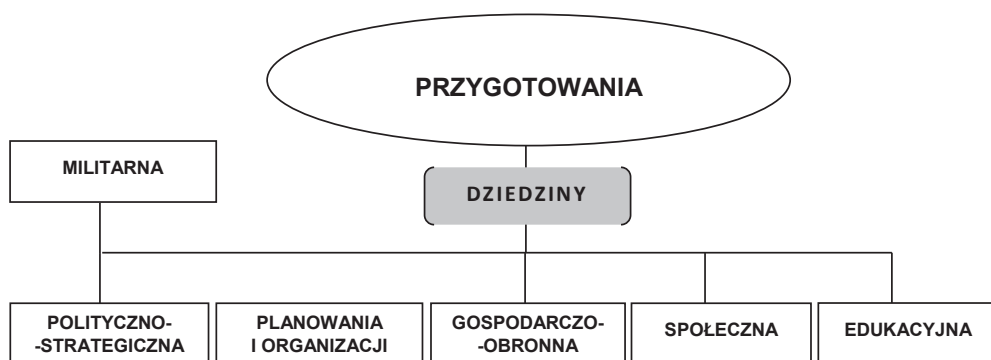 PRZYGOTOWANIA
MILITARNA
DZIEDZINY
POLITYCZNO-
-STRATEGICZNA
PLANOWANIA
I ORGANIZACJI
GOSPODARCZO-
-OBRONNA
SPOŁECZNA
EDUKACYJNA